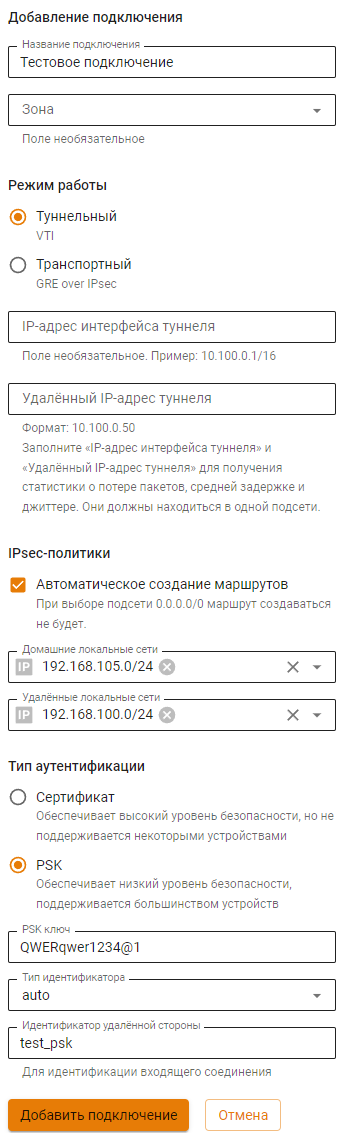 Добавление подключения
Название подключения
Тестовое подключение
Зона
Поле необязательное
Режим работы
Туннельный
VTI
Транспортный
GRE over IPsec
IP-адрес интерфейса туннеля
Поле необязательное. Пример: 10.100.0.1/16
Удалённый IP-адрес туннеля
Формат: 10.100.0.50
Заполните «IP-адрес интерфейса туннеля» и
«Удалённый IP-адрес туннеля» для получения
статистики о потере пакетов, средней задержке и
джиттере. Они должны находиться в одной подсети.
IPsec-политики
Автоматическое создание маршрутов
При выборе подсети 0.0.0.0/0 маршрут создаваться
не будет.
Домашние локальные сети
IP 192.168.105.0/24
Удалённые локальные сети
IP 192.168.100.0/24
Тип аутентификации
Сертификат
Обеспечивает высокий уровень безопасности, но не
поддерживается некоторыми устройствами
PSK
Обеспечивает низкий уровень безопасности,
поддерживается большинством устройств
PSK ключ
QWERqwer1234@1
Тип идентификатора
auto
Идентификатор удалённой стороны
test_psk
Для идентификации входящего соединения
Добавить подключение Отмена